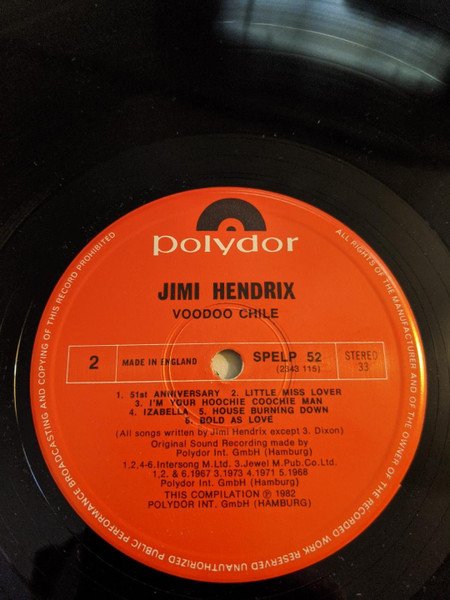 polydor
JIMI HENDRIX
VOODOO CHILE
2
MADE IN ENGLAND
SPELP 52
(2343 115)
STEREO
33
1. 51st ANNIVERSARY 2. LITTLE MISS LOVER
3. I'M YOUR HOOCHIE COOCHIE MAN
4. IZABELLA 5. HOUSE BURNING DOWN
6. BOLD AS LOVE
(All songs written by Jimi Hendrix except 3. Dixon)
Original Sound Recording made by
Polydor Int. GmbH (Hamburg)
1,2,4-6.Intersong M.Ltd. 3.Jewel M.Pub.Co.Ltd.
1,2. & 6.1967 3.1973 4.1971 5.1968
Polydor Int. GmbH (Hamburg)
THIS COMPILATION ℗ 1982
POLYDOR INT. GmbH (HAMBURG)
ALL RIGHTS OF THE MANUFACTURER AND OF THE OWNER OF THE RECORDED WORK RESERVED UNAUTHORIZED PUBLIC PERFORMANCE BROADCASTING AND COPYING OF THIS RECORD PROHIBITED